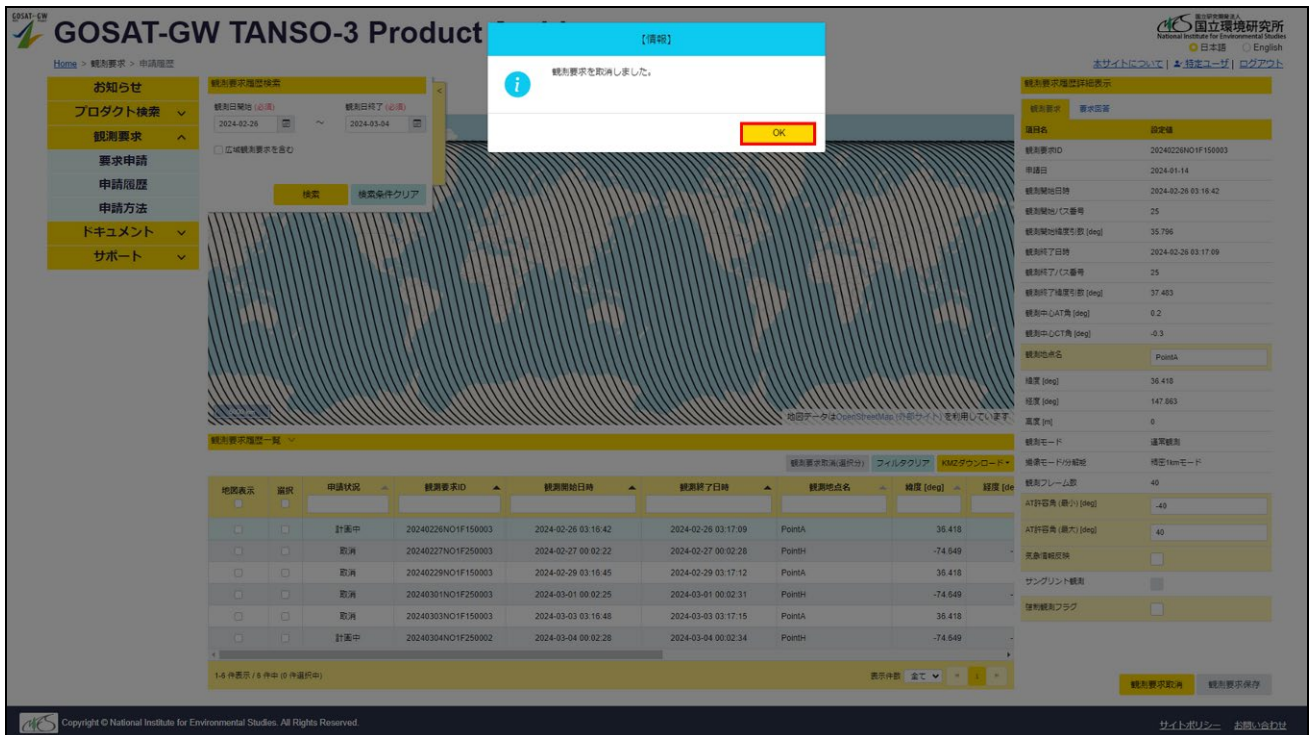 GOSAT-GW
GOSAT-GW TANSO-3 Product
国立研究開発法人
国立環境研究所
National Institute for Environmental Studies
日本語 English
Home > 観測要求 > 申請履歴
本サイトについて | 特定ユーザ | ログアウト
【情報】
観測要求を取消しました。
OK
お知らせ
プロダクト検索
観測要求
要求申請
申請履歴
申請方法
ドキュメント
サポート
観測要求履歴検索
<
観測日開始 (必須) 観測日終了 (必須)
2024-02-26 ~ 2024-03-04
広域観測要求を含む
検索 検索条件クリア
地図データはOpenStreetMap (外部サイト) を利用しています
観測要求履歴一覧
観測要求取消(選択分) フィルタクリア KMZダウンロード
地図表示 選択 申請状況 観測要求ID 観測開始日時 観測終了日時 観測地点名 緯度 [deg] 経度 [de
計画中 20240226NO1F150003 2024-02-26 03:16:42 2024-02-26 03:17:09 PointA 36.418
取消 20240227NO1F250003 2024-02-27 00:02:22 2024-02-27 00:02:28 PointH -74.649 -
取消 20240229NO1F150003 2024-02-29 03:16:45 2024-02-29 03:17:12 PointA 36.418
取消 20240301NO1F250003 2024-03-01 00:02:25 2024-03-01 00:02:31 PointH -74.649 -
取消 20240303NO1F150003 2024-03-03 03:16:48 2024-03-03 03:17:15 PointA 36.418
計画中 20240304NO1F250002 2024-03-04 00:02:28 2024-03-04 00:02:34 PointH -74.649 -
1-6 件表示 / 6 件中 (0 件選択中)
表示件数 全て < 1 >
観測要求履歴詳細表示
観測要求 要求回答
項目名 設定値
観測要求ID 20240226NO1F150003
申請日 2024-01-14
観測開始日時 2024-02-26 03:16:42
観測開始パス番号 25
観測開始緯度引数 [deg] 35.796
観測終了日時 2024-02-26 03:17:09
観測終了パス番号 25
観測終了緯度引数 [deg] 37.463
観測中心AT角 [deg] 0.2
観測中心CT角 [deg] -0.3
観測地点名 PointA
緯度 [deg] 36.418
経度 [deg] 147.863
高度 [m] 0
観測モード 通常観測
観測フレーム数 40
AT許容角 (最小) [deg] -40
AT許容角 (最大) [deg] 40
サングリント観測
強制観測フラグ
観測要求取消 観測要求保存
NIES Copyright © National Institute for Environmental Studies. All Rights Reserved.
サイトポリシー お問い合わせ